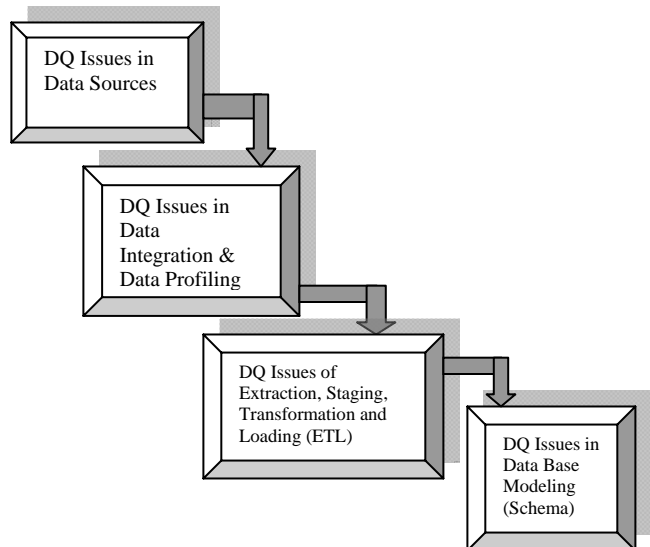 DQ Issues in
Data Sources
DQ Issues in
Data
Integration &
Data Profiling
DQ Issues of
Extraction, Staging,
Transformation and
Loading (ETL)
DQ Issues in
Data Base
Modeling
(Schema)